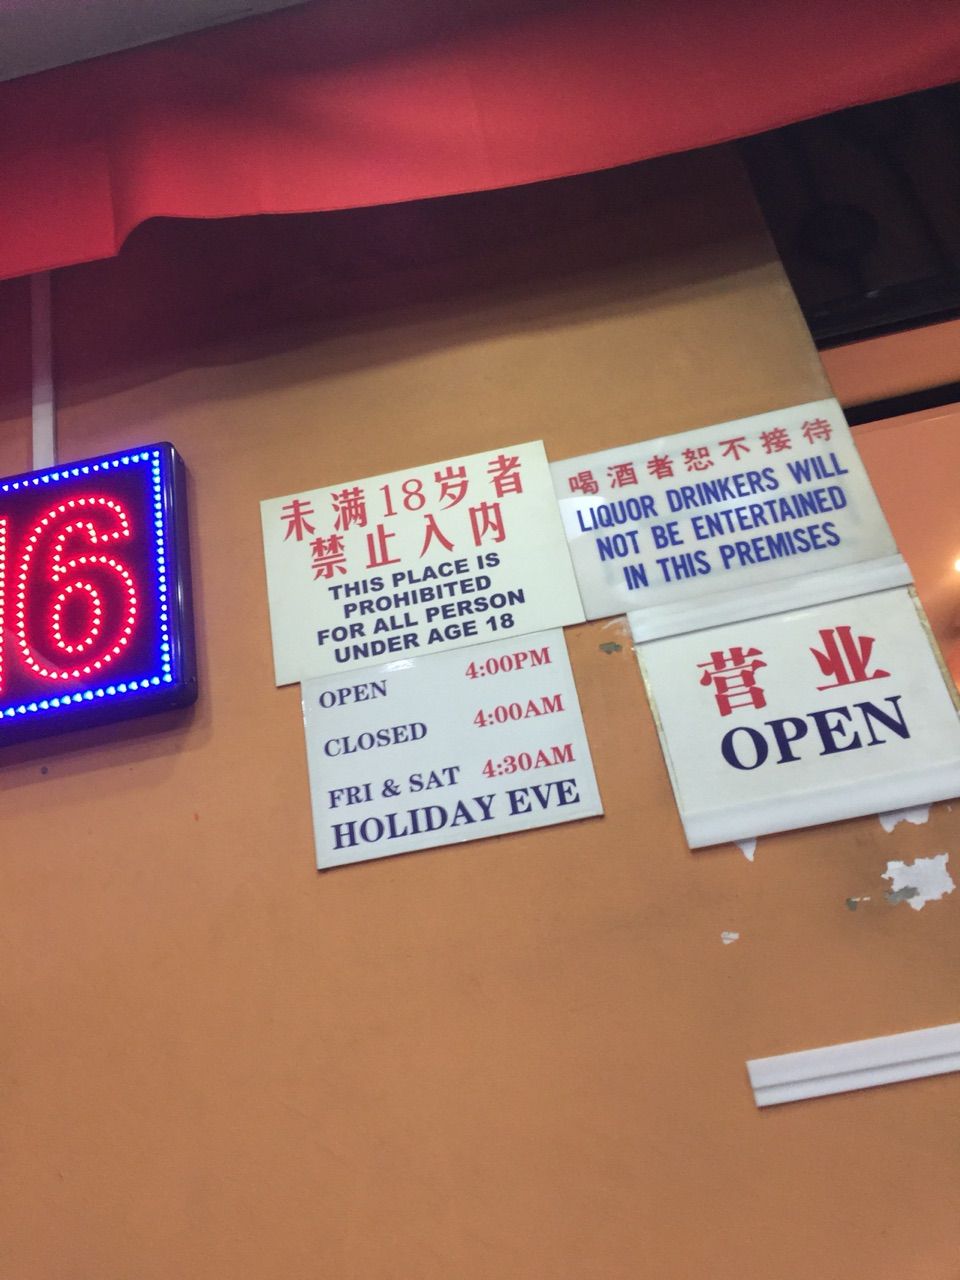 6
未满18岁者
禁止入内
THIS PLACE IS
PROHIBITED
FOR ALL PERSON
UNDER AGE 18
喝酒者恕不接待
LIQUOR DRINKERS WILL
NOT BE ENTERTAINED
IN THIS PREMISES
OPEN 4:00PM
CLOSED 4:00AM
FRI & SAT 4:30AM
HOLIDAY EVE
营业
OPEN